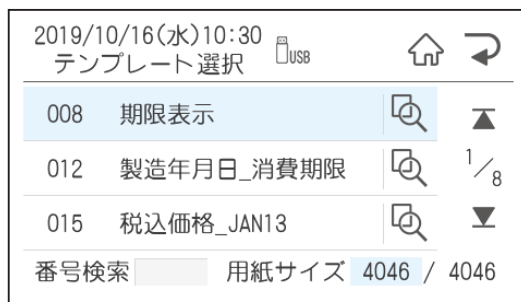 2019/10/16(水)10:30 USB
テンプレート選択
008 期限表示
012 製造年月日_消費期限
1/8
015 税込価格_JAN13
番号検索 用紙サイズ 4046 / 4046